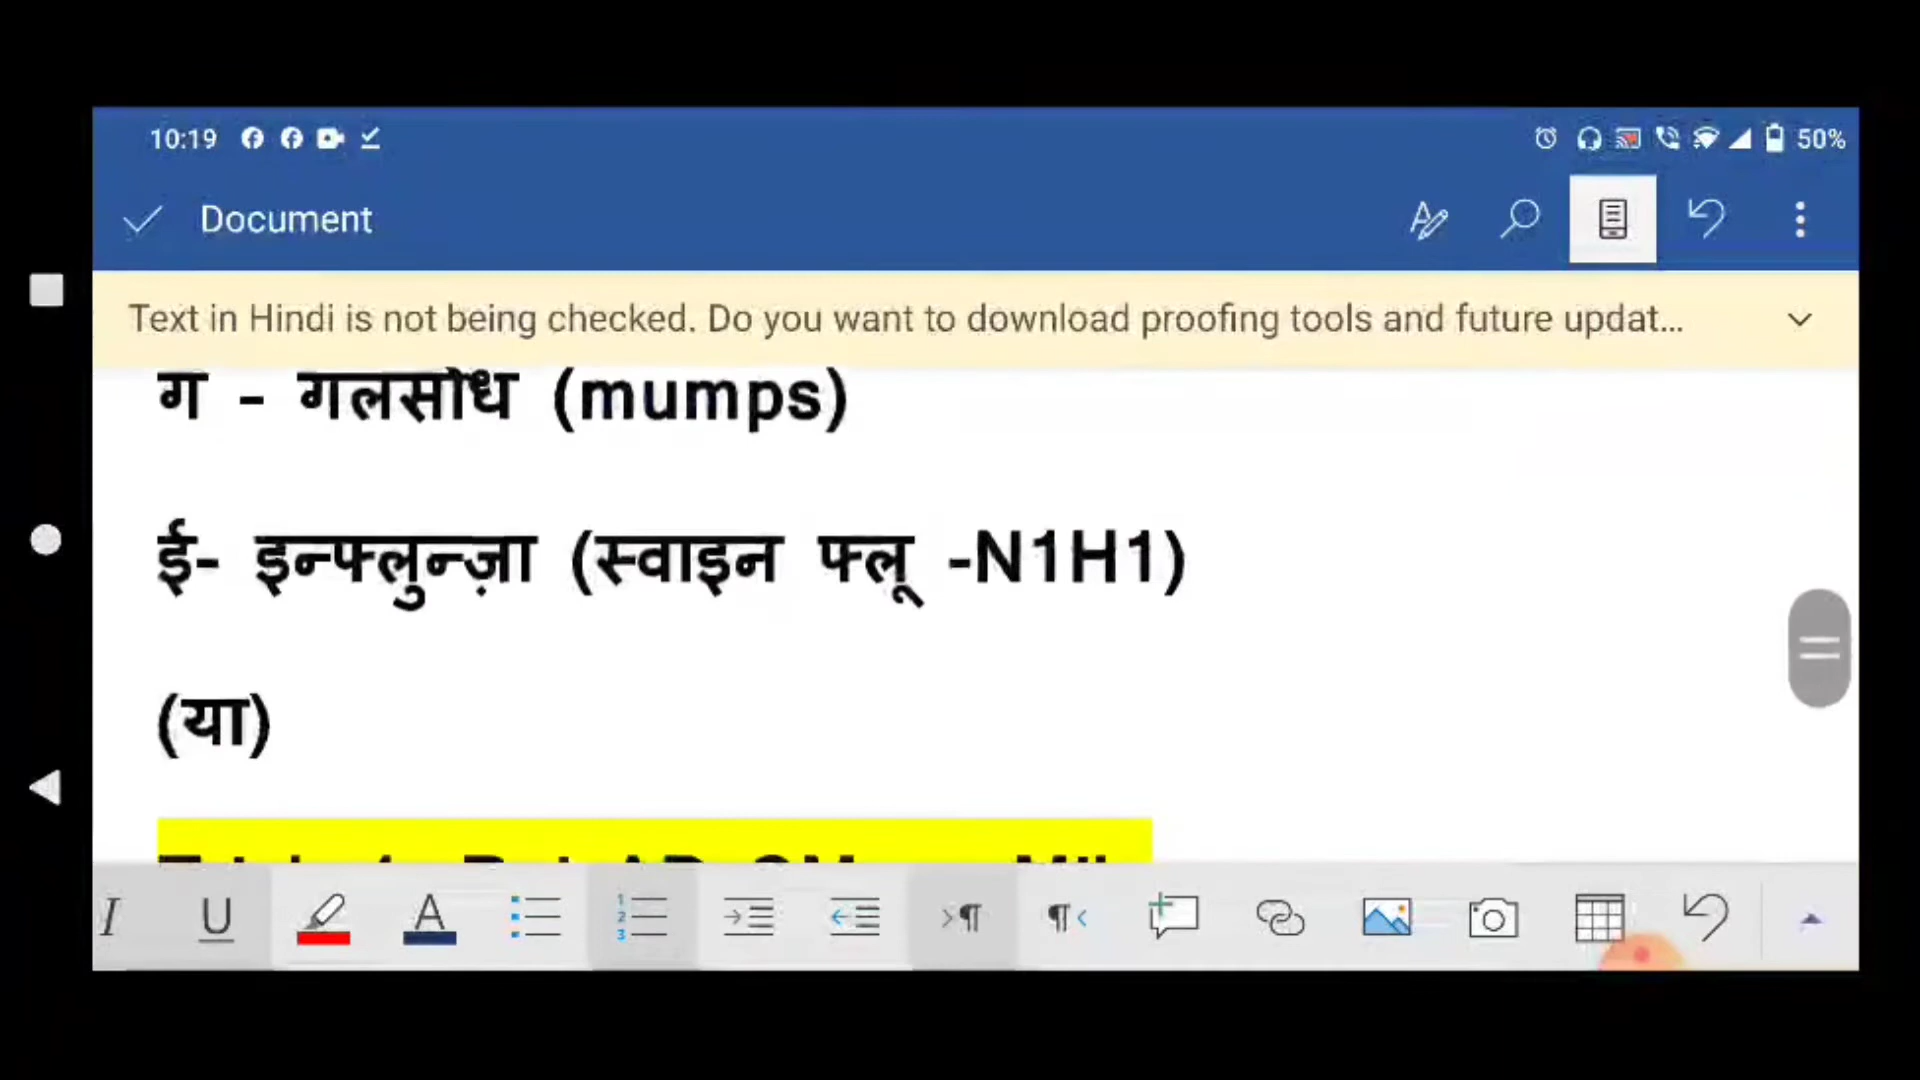 10:19 50%
Document
Text in Hindi is not being checked. Do you want to download proofing tools and future updat...
ग - गलसोध (mumps)
ई- इन्फ्लुन्ज़ा (स्वाइन फ्लू -N1H1)
(या)